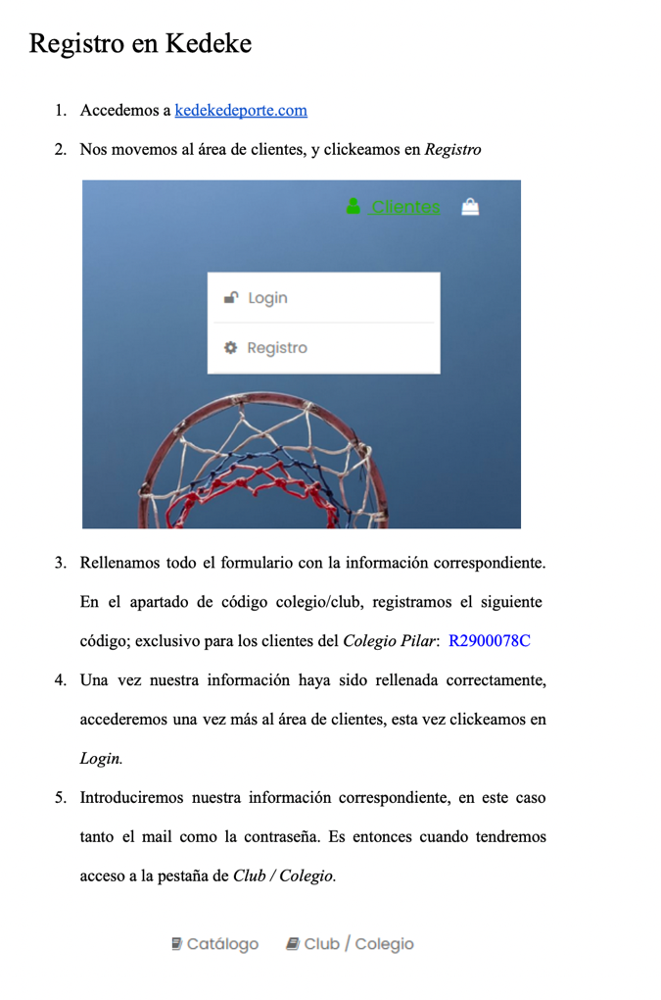 Registro en Kedeke
1. Accedemos a kedekedeporte.com
2. Nos movemos al área de clientes, y clickeamos en Registro
Clientes
Login
Registro
3. Rellenamos todo el formulario con la información correspondiente.
En el apartado de código colegio/club, registramos el siguiente
código; exclusivo para los clientes del Colegio Pilar: R2900078C
4. Una vez nuestra información haya sido rellenada correctamente,
accederemos una vez más al área de clientes, esta vez clickeamos en
Login.
5. Introduciremos nuestra información correspondiente, en este caso
tanto el mail como la contraseña. Es entonces cuando tendremos
acceso a la pestaña de Club / Colegio.
Catálogo Club / Colegio